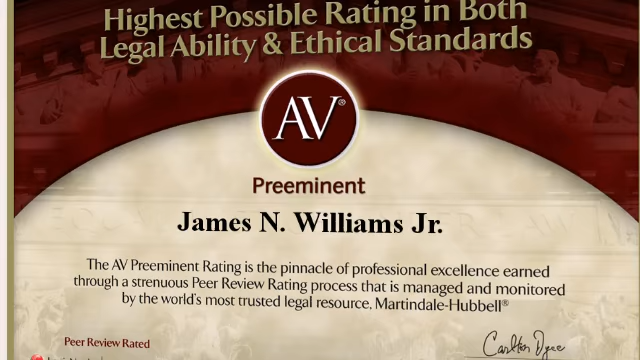 Highest Possible Rating in Both
Legal Ability & Ethical Standards
AV®
Preeminent
James N. Williams Jr.
The AV Preeminent Rating is the pinnacle of professional excellence earned
through a strenuous Peer Review Rating process that is managed and monitored
by the world's most trusted legal resource, Martindale-Hubbell®
Peer Review Rated
Carlton Dyce